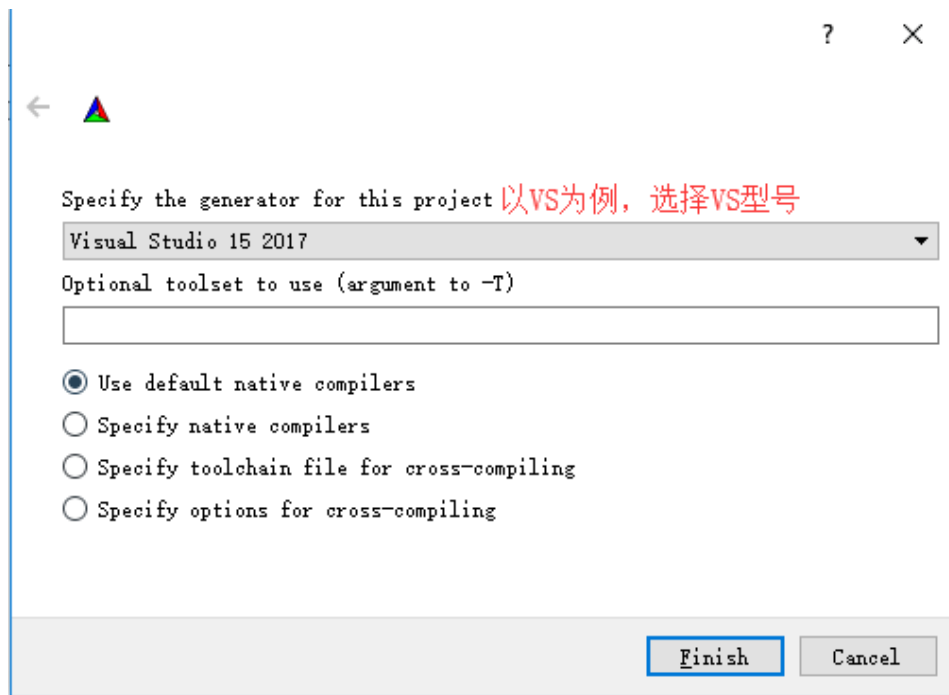 ?
Specify the generator for this project 以VS为例，选择VS型号
Visual Studio 15 2017
Optional toolset to use (argument to -T)
Use default native compilers
Specify native compilers
Specify toolchain file for cross-compiling
Specify options for cross-compiling
Finish Cancel